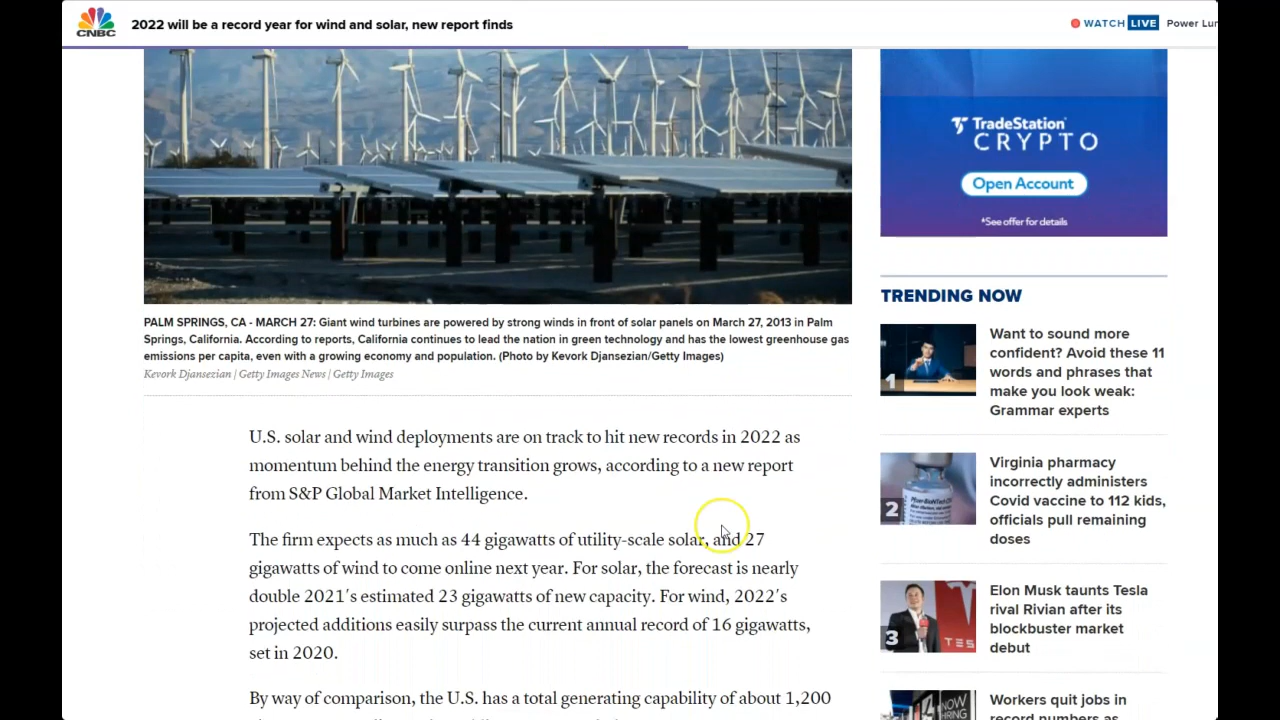 CNBC
2022 will be a record year for wind and solar, new report finds
WATCH LIVE
Power Lun
TradeStation
CRYPTO
Open Account
*See offer for details
PALM SPRINGS, CA - MARCH 27: Giant wind turbines are powered by strong winds in front of solar panels on March 27, 2013 in Palm
Springs, California. According to reports, California continues to lead the nation in green technology and has the lowest greenhouse gas
emissions per capita, even with a growing economy and population. (Photo by Kevork Djansezian/Getty Images)
Kevork Djansezian | Getty Images News | Getty Images
U.S. solar and wind deployments are on track to hit new records in 2022 as
momentum behind the energy transition grows, according to a new report
from S&P Global Market Intelligence.
The firm expects as much as 44 gigawatts of utility-scale solar, and 27
gigawatts of wind to come online next year. For solar, the forecast is nearly
double 2021's estimated 23 gigawatts of new capacity. For wind, 2022's
projected additions easily surpass the current annual record of 16 gigawatts,
set in 2020.
By way of comparison, the U.S. has a total generating capability of about 1,200
TRENDING NOW
1
Want to sound more
confident? Avoid these 11
words and phrases that
make you look weak:
Grammar experts
2
Virginia pharmacy
incorrectly administers
Covid vaccine to 112 kids,
officials pull remaining
doses
3
TES
Elon Musk taunts Tesla
rival Rivian after its
blockbuster market
debut
NOW
Workers quit jobs in
record numbers as